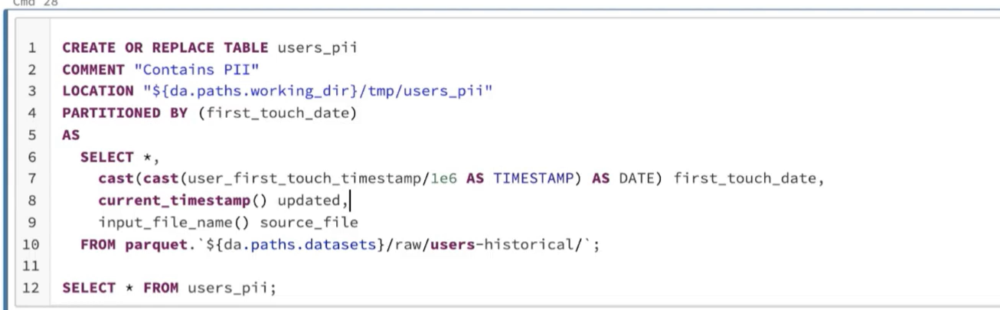 Cmd 28
1 CREATE OR REPLACE TABLE users_pii
2 COMMENT "Contains PII"
3 LOCATION "${da.paths.working_dir}/tmp/users_pii"
4 PARTITIONED BY (first_touch_date)
5 AS
6 SELECT *,
7 cast(cast(user_first_touch_timestamp/1e6 AS TIMESTAMP) AS DATE) first_touch_date,
8 current_timestamp() updated,
9 input_file_name() source_file
10 FROM parquet.`${da.paths.datasets}/raw/users-historical/`;
11
12 SELECT * FROM users_pii;